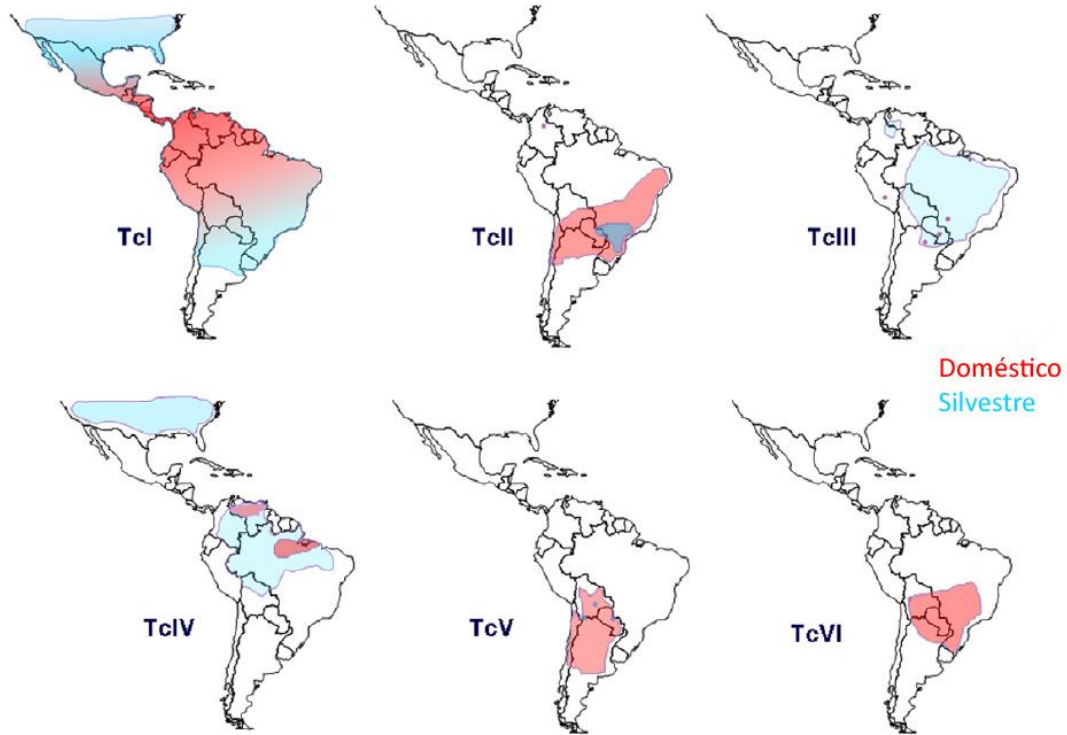 TcI
TcII
TcIII
Doméstico
Silvestre
TcIV
TcV
TcVI